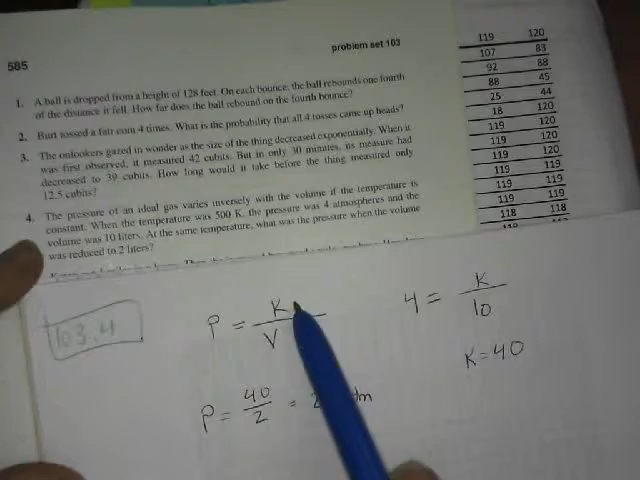 585
problem set 103
1. A ball is dropped from a height of 128 feet. On each bounce, the ball rebounds one fourth
of the distance it fell. How far does the ball rebound on the fourth bounce?
2. Burt tossed a fair coin 4 times. What is the probability that all 4 tosses came up heads?
3. The onlookers gazed in wonder as the size of the thing decreased exponentially. When it
was first observed, it measured 42 cubits. But in only 30 minutes, its measure had
decreased to 39 cubits. How long would it take before the thing measured only
12.5 cubits?
4. The pressure of an ideal gas varies inversely with the volume if the temperature is
constant. When the temperature was 500 K, the pressure was 4 atmospheres and the
volume was 10 liters. At the same temperature, what was the pressure when the volume
was reduced to 2 liters?
119 120
107 83
92 88
88 45
25 44
18 120
119 120
119 120
119 120
119 119
119 119
119 119
118 118
103.4
P = K
V
4 = K
10
K = 40
P = 40 = 2
2